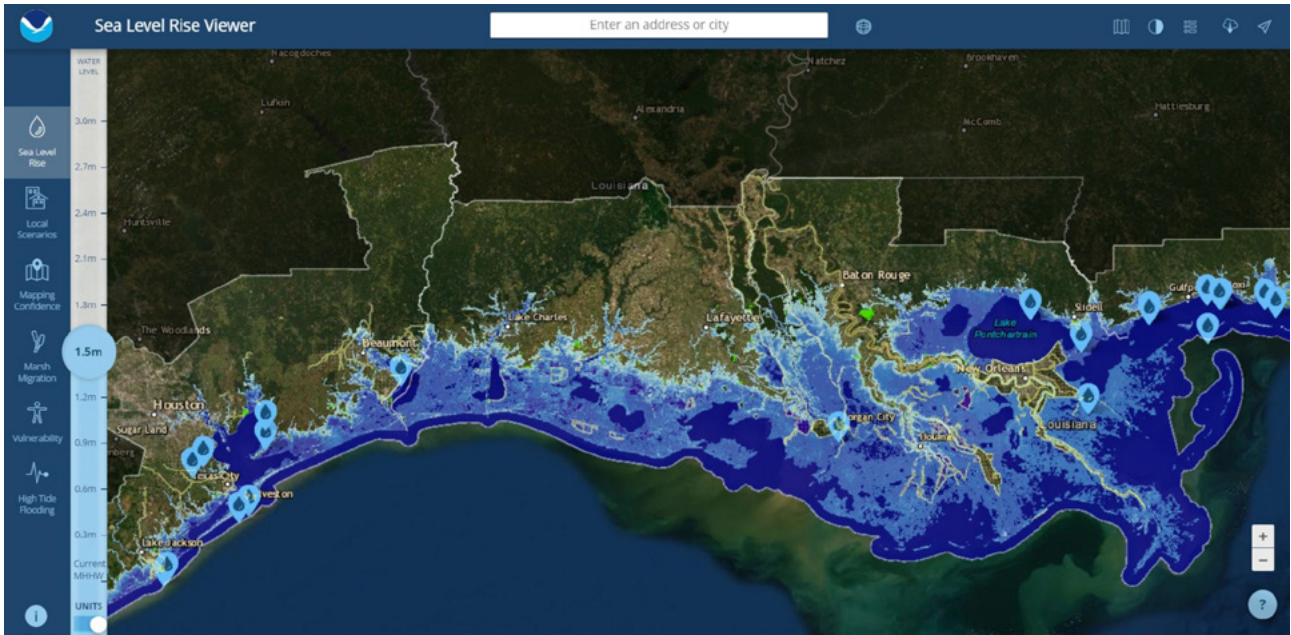 Sea Level Rise Viewer
Enter an address or city
WATER
LEVEL
3.0m
2.7m
2.4m
2.1m
1.8m
1.5m
1.2m
0.9m
0.6m
0.3m
Current
MHHW
UNITS
Sea Level
Rise
Local
Scenarios
Mapping
Confidence
Marsh
Migration
Vulnerability
High Tide
Flooding
i
Nacogdoches
Natchez
Brookhaven
Lufkin
Alexandria
McComb
Hattiesburg
Louisiana
Huntsville
Baton Rouge
The Woodlands
Lake Charles
Lafayette
Slidell
Lake
Pontchartrain
Beaumont
New Orleans
Houston
Sugar Land
Louisiana
Houma
Lake Jackson
+
−
?